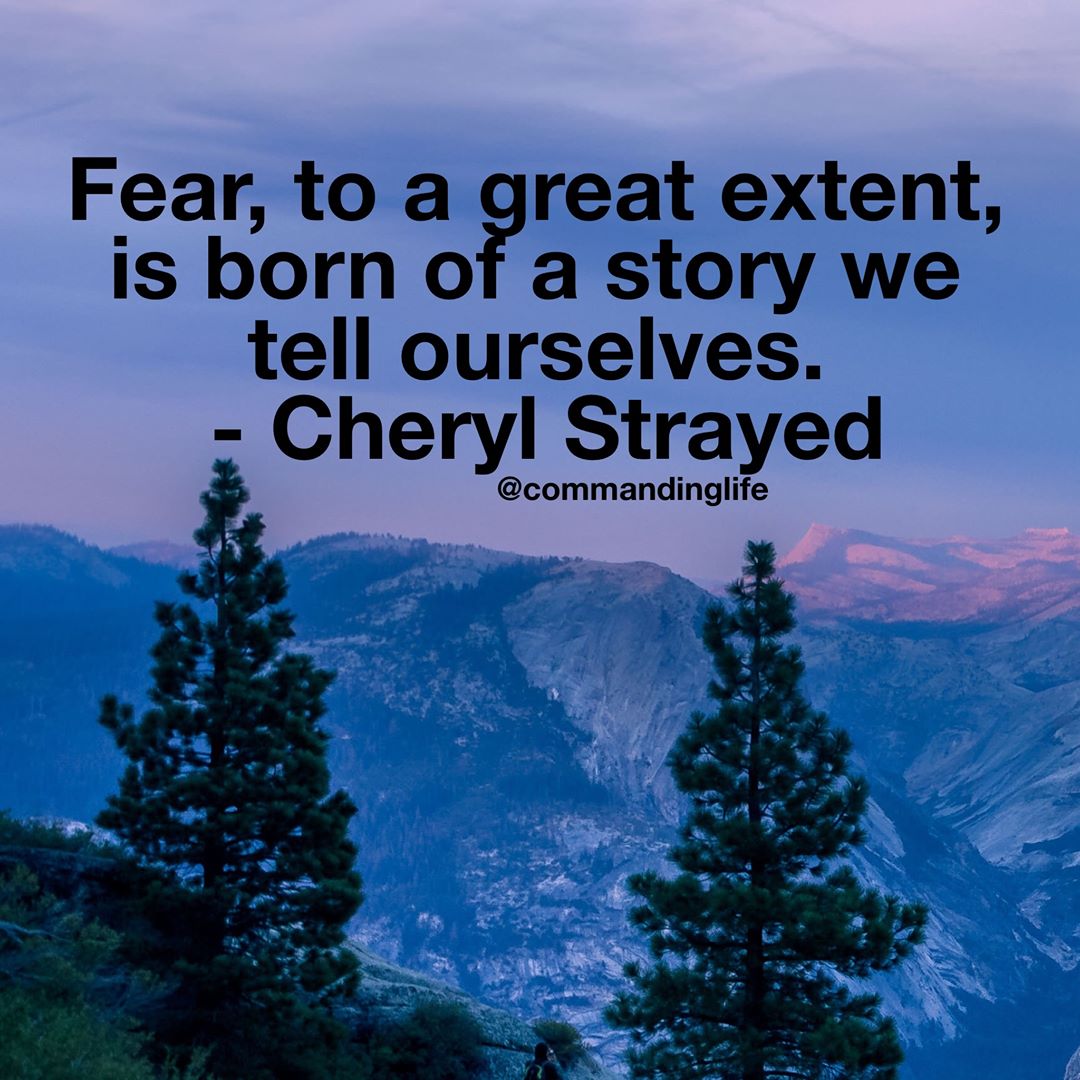 Fear, to a great extent,
is born of a story we
tell ourselves.
- Cheryl Strayed
@commandinglife